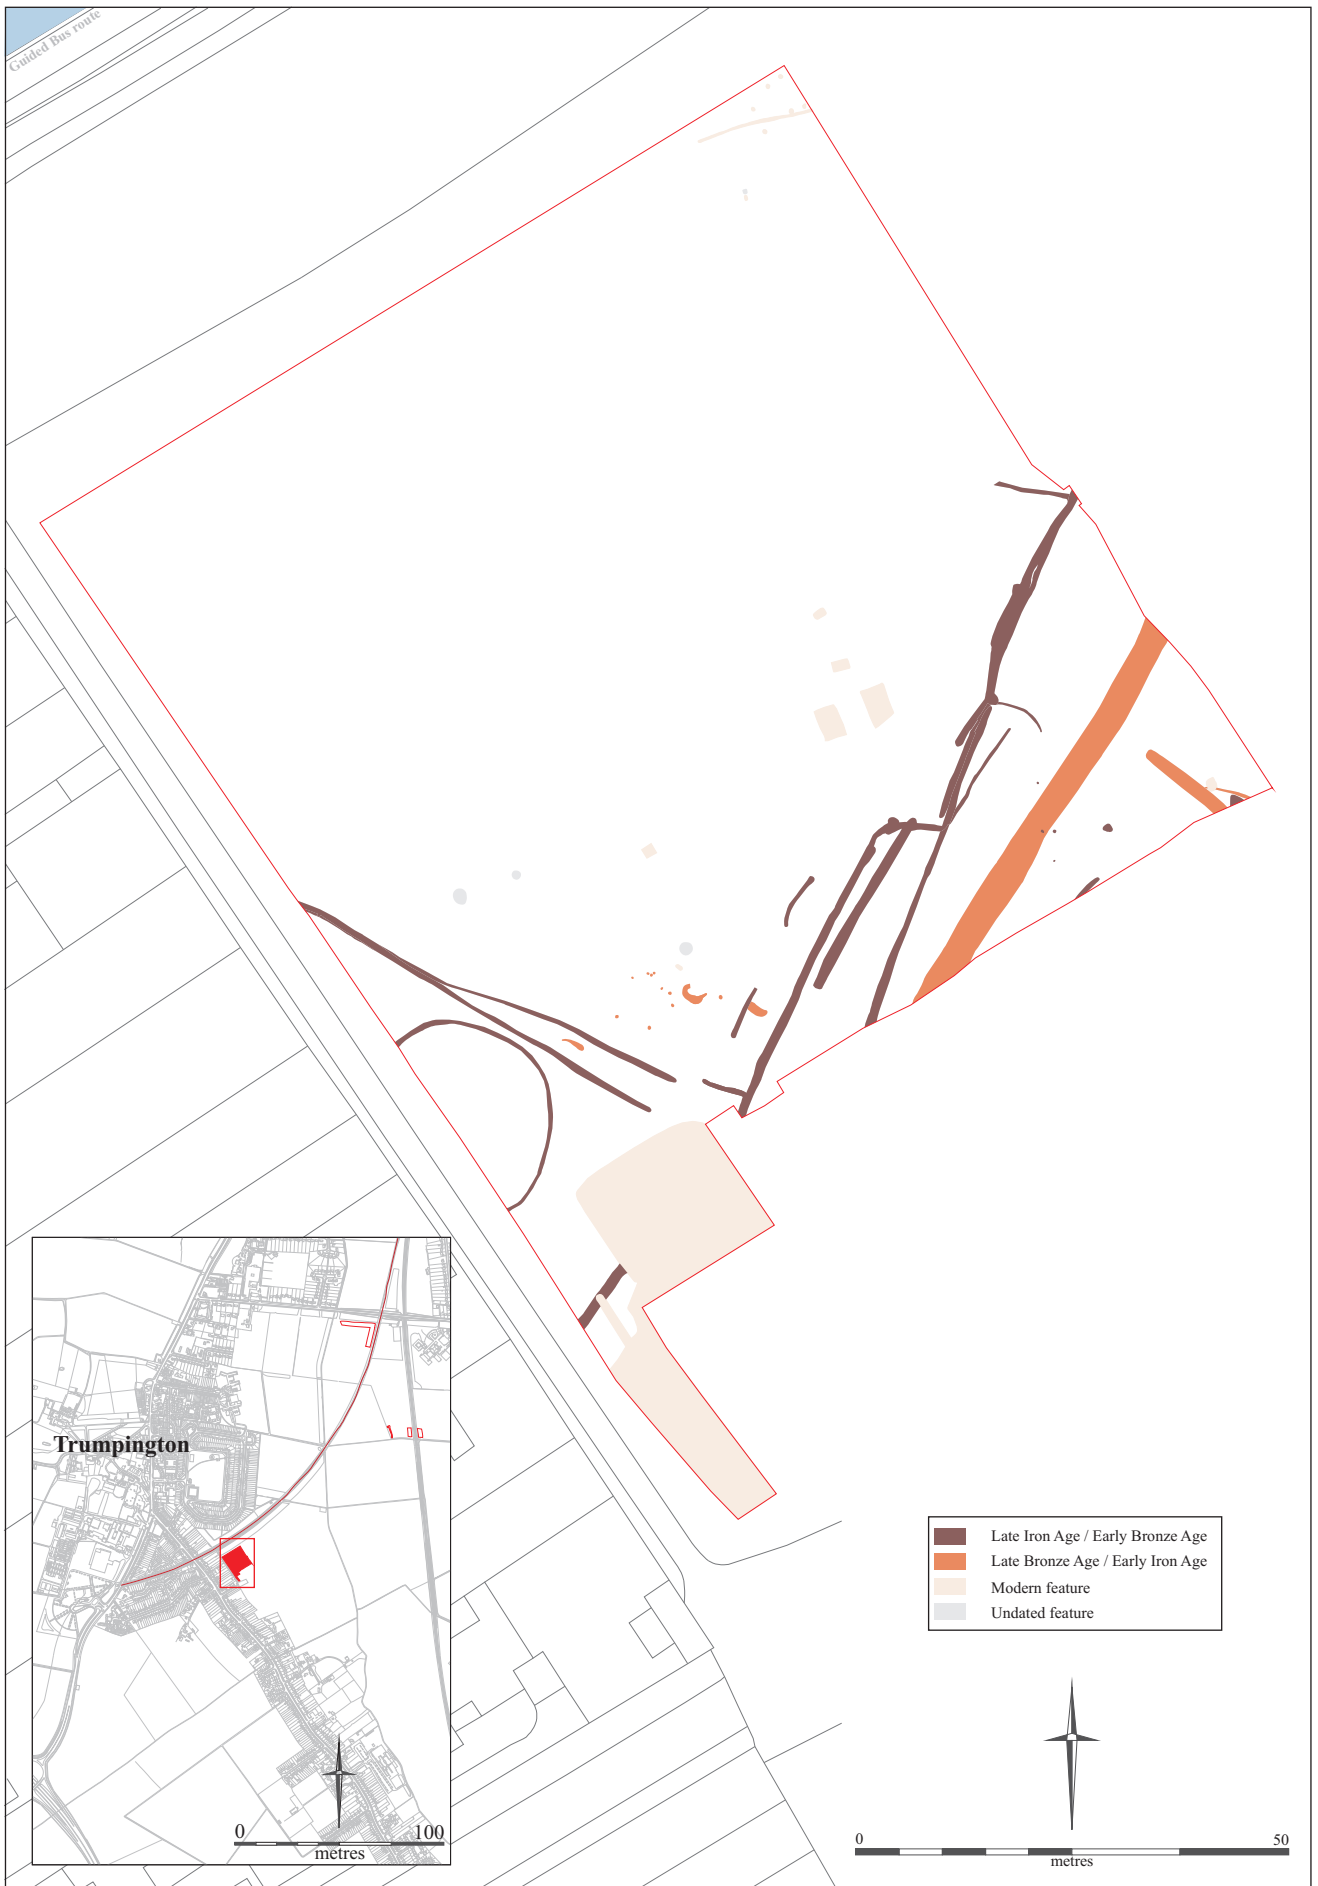 Guided Bus route
Trumpington
0 100
metres
Late Iron Age / Early Bronze Age
Late Bronze Age / Early Iron Age
Modern feature
Undated feature
0 50
metres